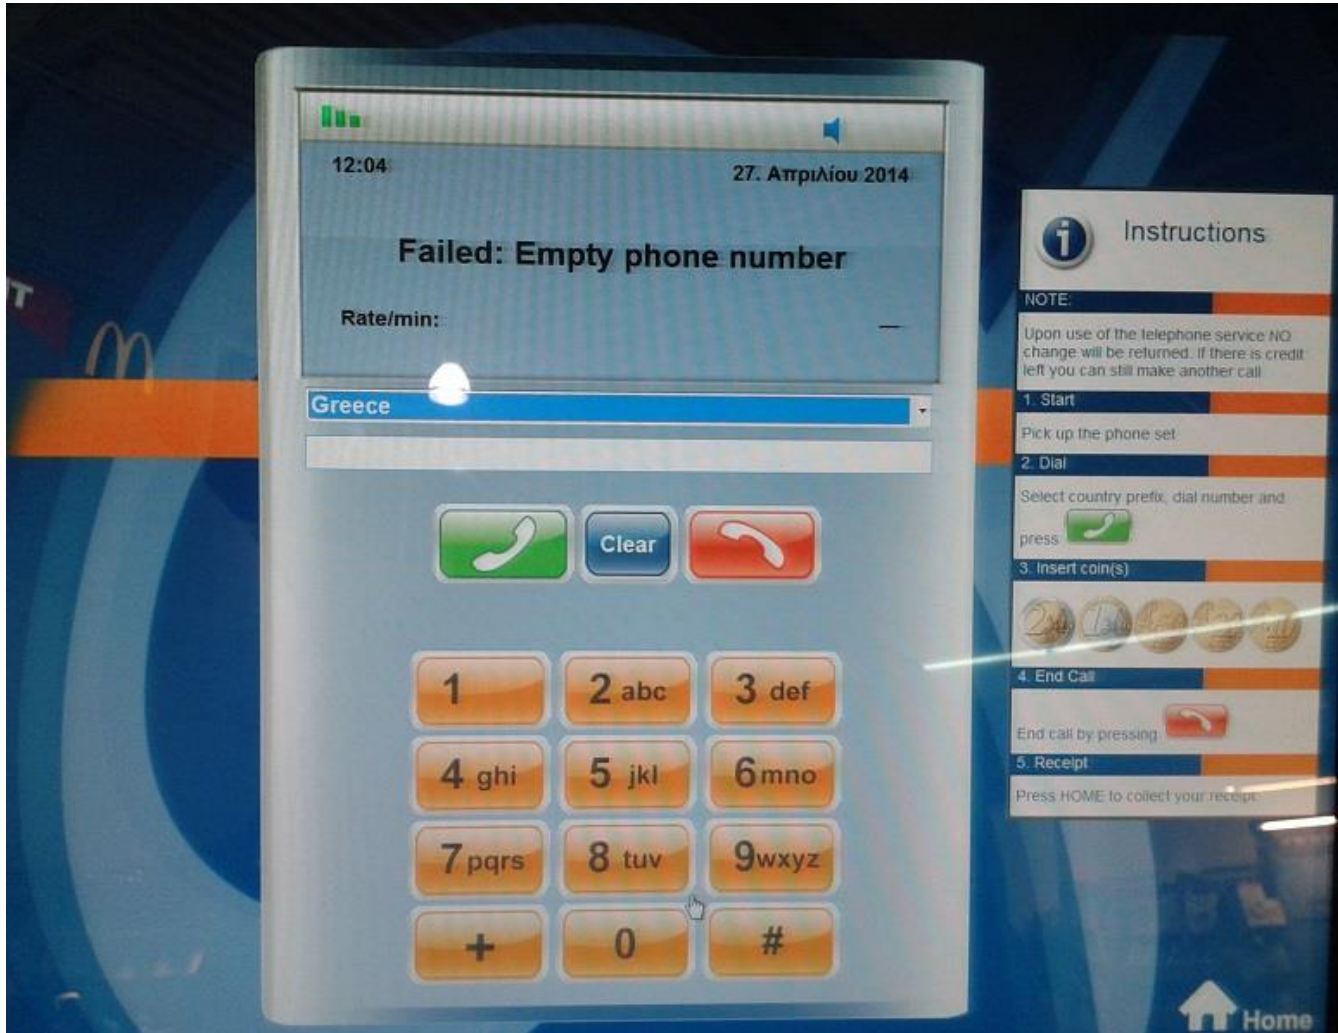 12:04
27. Απριλίου 2014
Failed: Empty phone number
Rate/min:
Greece
Clear
1
2 abc
3 def
4 ghi
5 jkl
6 mno
7 pqrs
8 tuv
9 wxyz
+
0
#
Instructions
NOTE:
Upon use of the telephone service NO
change will be returned. If there is credit
left you can still make another call
1. Start
Pick up the phone set
2. Dial
Select country prefix, dial number and
press
3. Insert coin(s)
4. End Call
End call by pressing
5. Receipt
Press HOME to collect your receipt.
Home